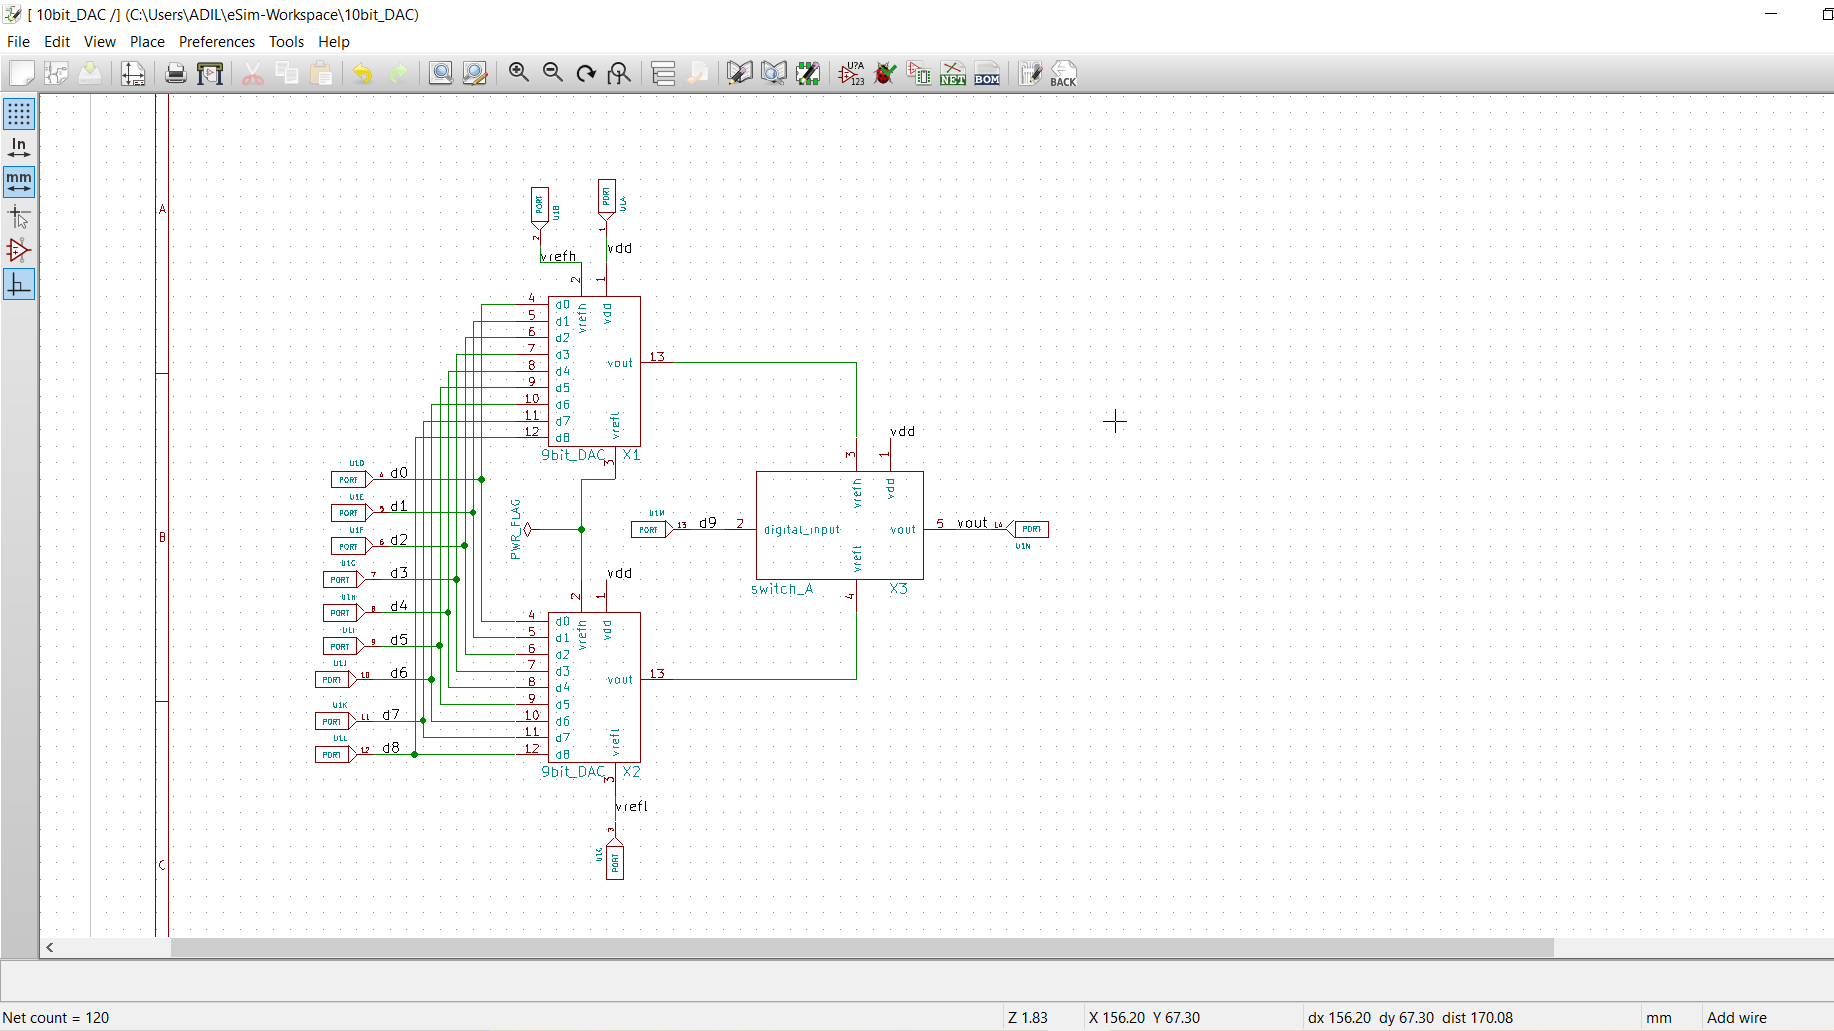 [ 10bit_DAC /] (C:\Users\ADIL\eSim-Workspace\10bit_DAC)
File Edit View Place Preferences Tools Help
U?A
123
NET
BOM
BACK
In
mm
A
B
C
PORT
U1B
2
vrefh
PORT
U1A
1
vdd
2
1
4 d0
5 d1
6 d2
7 d3
8 d4
9 d5
10 d6
11 d7
12 d8
vrefh
vdd
vout 13
vrefl
9bit_DAC X1
3
U1D
PORT 4 d0
U1E
PORT 5 d1
U1F
PORT 6 d2
U1G
PORT 7 d3
U1H
PORT 8 d4
U1I
PORT 9 d5
U1J
PORT 10 d6
U1K
PORT 11 d7
U1L
PORT 12 d8
PWR_FLAG
U1M
PORT 13 d9 2
vdd
3
1
vrefh
vdd
digital_input
vout 5 vout 14 PORT
U1N
vrefl
switch_A X3
4
vdd
2
1
4 d0
5 d1
6 d2
7 d3
8 d4
9 d5
10 d6
11 d7
12 d8
vrefh
vdd
vout 13
vrefl
9bit_DAC X2
3
vrefl
3
U1C
PORT
Net count = 120
Z 1.83
X 156.20 Y 67.30
dx 156.20 dy 67.30 dist 170.08
mm
Add wire